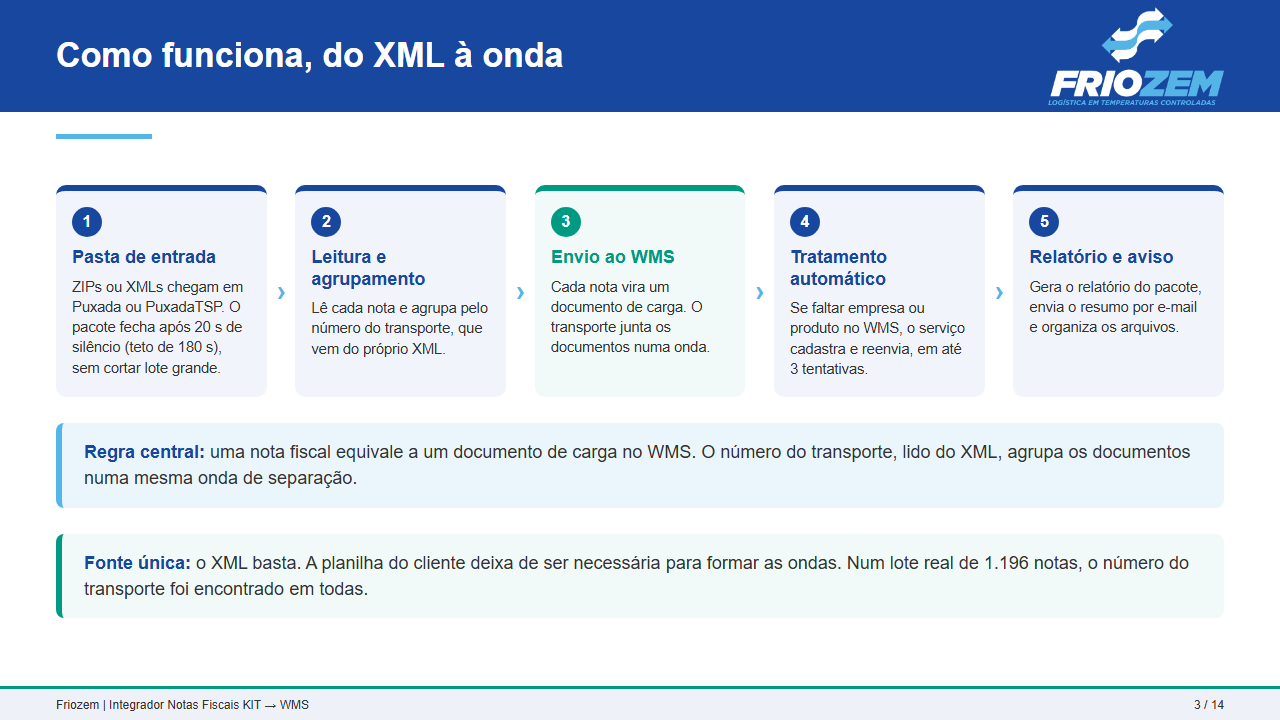 Como funciona, do XML à onda
FRIOZEM
LOGÍSTICA EM TEMPERATURAS CONTROLADAS
1
Pasta de entrada
ZIPs ou XMLs chegam em
Puxada ou PuxadaTSP. O
pacote fecha após 20 s de
silêncio (teto de 180 s),
sem cortar lote grande.
›
2
Leitura e
agrupamento
Lê cada nota e agrupa pelo
número do transporte, que
vem do próprio XML.
›
3
Envio ao WMS
Cada nota vira um
documento de carga. O
transporte junta os
documentos numa onda.
›
4
Tratamento
automático
Se faltar empresa ou
produto no WMS, o serviço
cadastra e reenvia, em até
3 tentativas.
›
5
Relatório e aviso
Gera o relatório do pacote,
envia o resumo por e-mail
e organiza os arquivos.
Regra central: uma nota fiscal equivale a um documento de carga no WMS. O número do transporte, lido do XML, agrupa os documentos
numa mesma onda de separação.
Fonte única: o XML basta. A planilha do cliente deixa de ser necessária para formar as ondas. Num lote real de 1.196 notas, o número do
transporte foi encontrado em todas.
Friozem | Integrador Notas Fiscais KIT → WMS
3 / 14